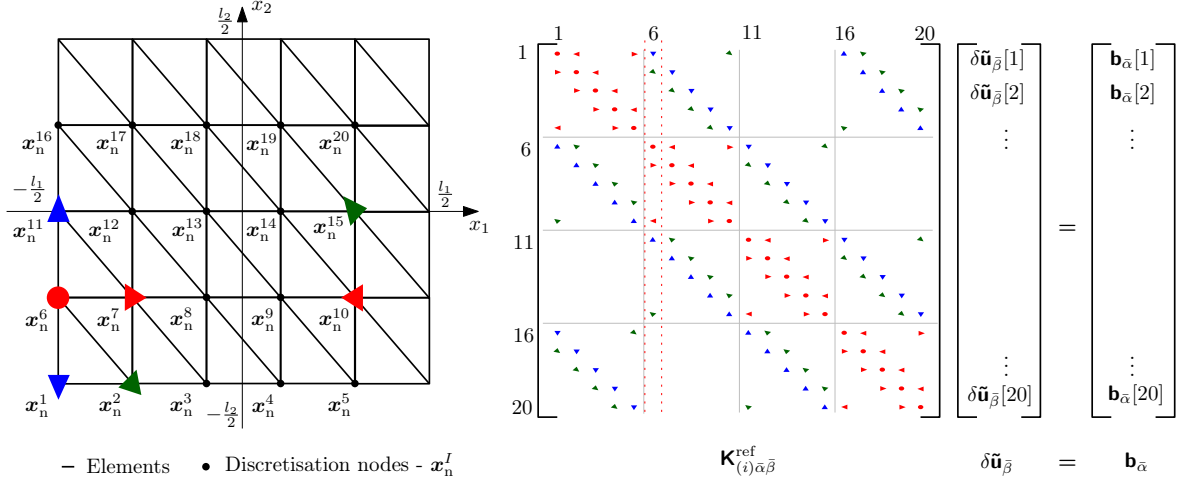 x₂
l₂/2
x_n^16 x_n^17 x_n^18 x_n^19 x_n^20
-l₁/2
l₁/2
x₁
x_n^11 x_n^12 x_n^13 x_n^14 x_n^15
x_n^6 x_n^7 x_n^8 x_n^9 x_n^10
x_n^1 x_n^2 x_n^3 -l₂/2 x_n^4 x_n^5
– Elements • Discretisation nodes - x_n^I
1 6 11 16 20
1
6
11
16
20
K^ref_(i)ᾱβ̄
δũ_β̄[1]
δũ_β̄[2]
⋮
⋮
δũ_β̄[20]
δũ_β̄
=
=
b_ᾱ[1]
b_ᾱ[2]
⋮
⋮
b_ᾱ[20]
b_ᾱ